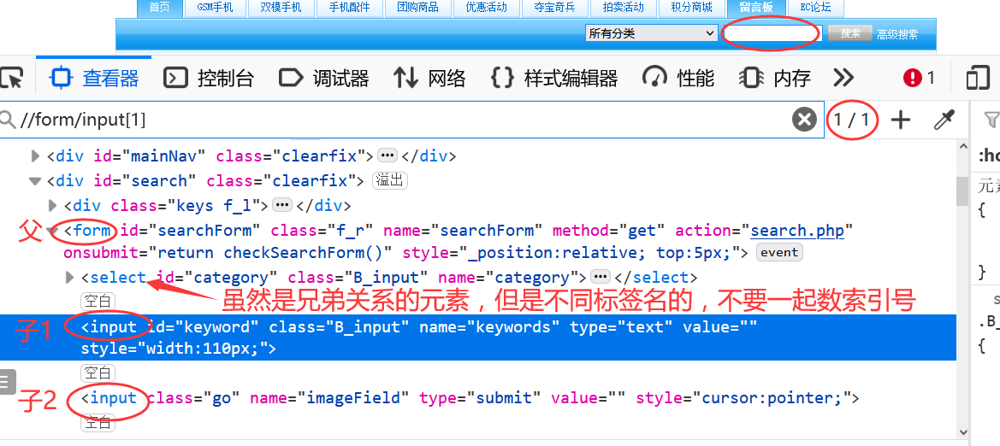 首页 GSM手机 双模手机 手机配件 团购商品 优惠活动 夺宝奇兵 拍卖活动 积分商城 留言板 EC论坛
所有分类 搜索 高级搜索
查看器 控制台 调试器 网络 样式编辑器 性能 内存 1
//form/input[1] 1 / 1
<div id="mainNav" class="clearfix"> ••• </div> :ho
<div id="search" class="clearfix"> 溢出 元素
<div class="keys f_l"> ••• </div> {
父 <form id="searchForm" class="f_r" name="searchForm" method="get" action="search.php"
onsubmit="return checkSearchForm()" style="_position:relative; top:5px;"> event
<select id="category" class="B_input" name="category"> ••• </select> }
空白 虽然是兄弟关系的元素，但是不同标签名的，不要一起数索引号 s
子1 <input id="keyword" class="B_input" name="keywords" type="text" value="" .B_
style="width:110px;"> {
空白
子2 <input class="go" name="imageField" type="submit" value="" style="cursor:pointer;">
空白